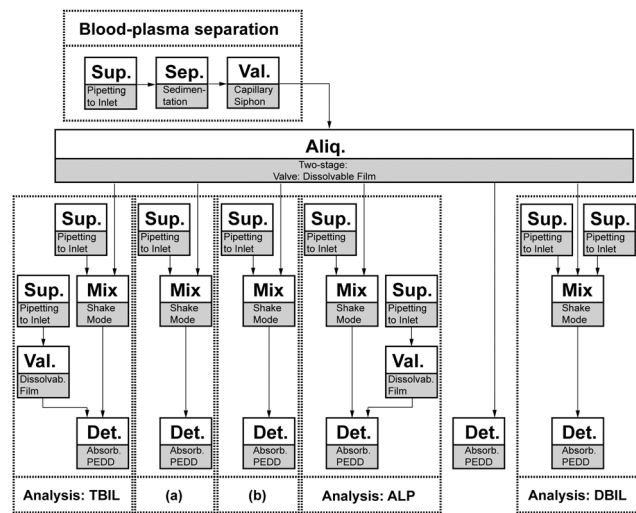 Blood-plasma separation
Sup. Sep. Val.
Pipetting Sedimen- Capillary
to Inlet tation Siphon
Aliq.
Two-stage:
Valve: Dissolvable Film
Sup. Sup. Sup. Sup. Sup. Sup.
Pipetting Pipetting Pipetting Pipetting Pipetting Pipetting
to Inlet to Inlet to Inlet to Inlet to Inlet to Inlet
Sup. Mix Mix Mix Mix Sup. Mix
Pipetting Shake Shake Shake Shake Pipetting Shake
to Inlet Mode Mode Mode Mode to Inlet Mode
Val. Val.
Dissolvab. Dissolvab.
Film Film
Det. Det. Det. Det. Det. Det.
Absorb. Absorb. Absorb. Absorb. Absorb. Absorb.
PEDD PEDD PEDD PEDD PEDD PEDD
Analysis: TBIL (a) (b) Analysis: ALP Analysis: DBIL